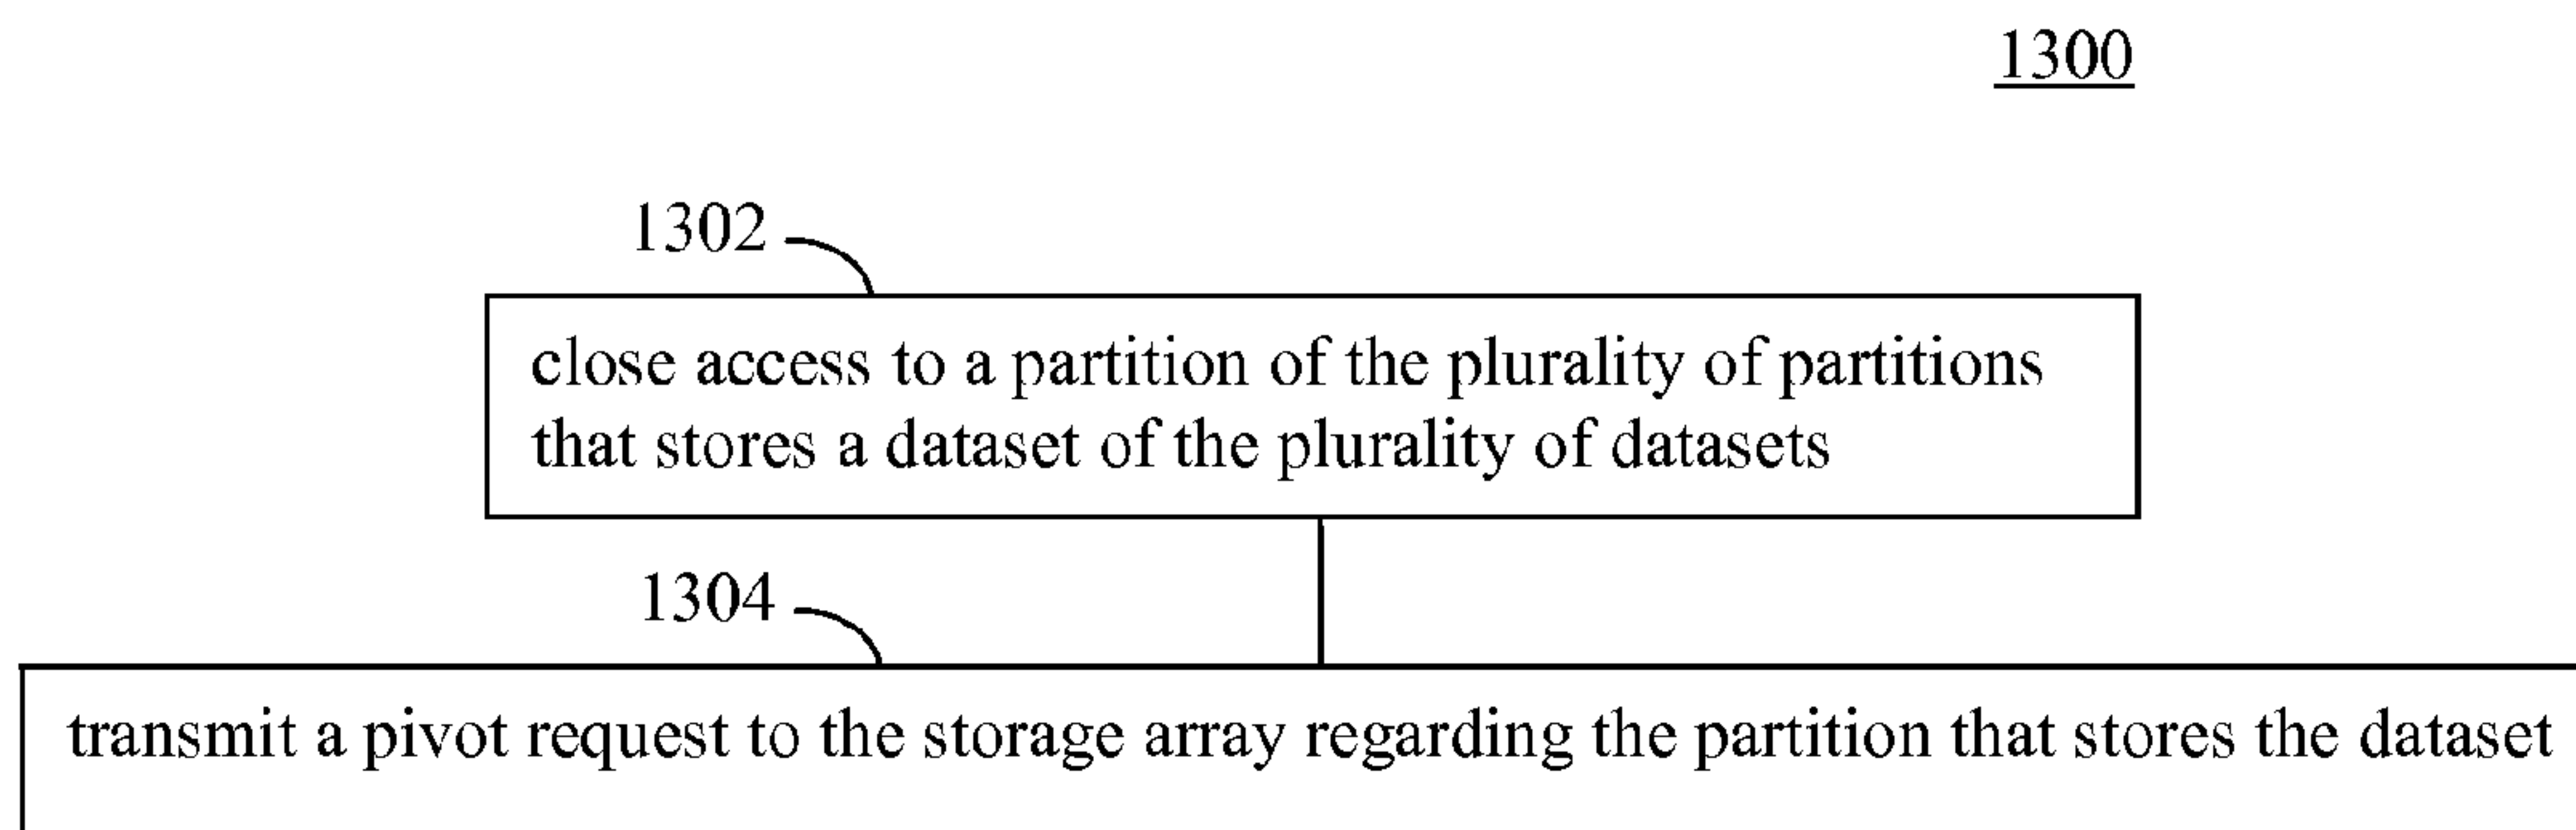 1300
1302
close access to a partition of the plurality of partitions
that stores a dataset of the plurality of datasets
1304
transmit a pivot request to the storage array regarding the partition that stores the dataset